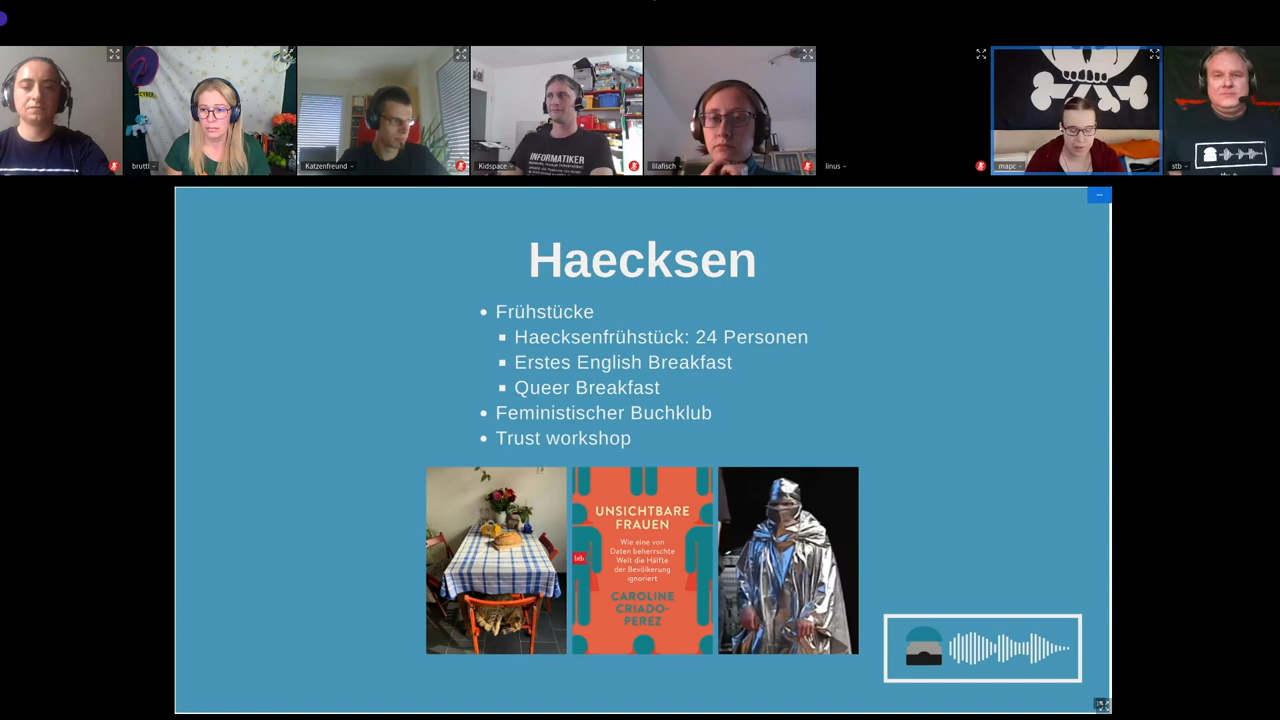 CYBER
bruttl
Katzenfreund
INFORMATIKER
Kidspace
lilafisch
linus
mapc
stb
Haecksen
Frühstücke
Haecksenfrühstück: 24 Personen
Erstes English Breakfast
Queer Breakfast
Feministischer Buchklub
Trust workshop
UNSICHTBARE
FRAUEN
Wie eine von
Daten beherrschte
Welt die Hälfte
der Bevölkerung
ignoriert
btb
CAROLINE
CRIADO-
PEREZ